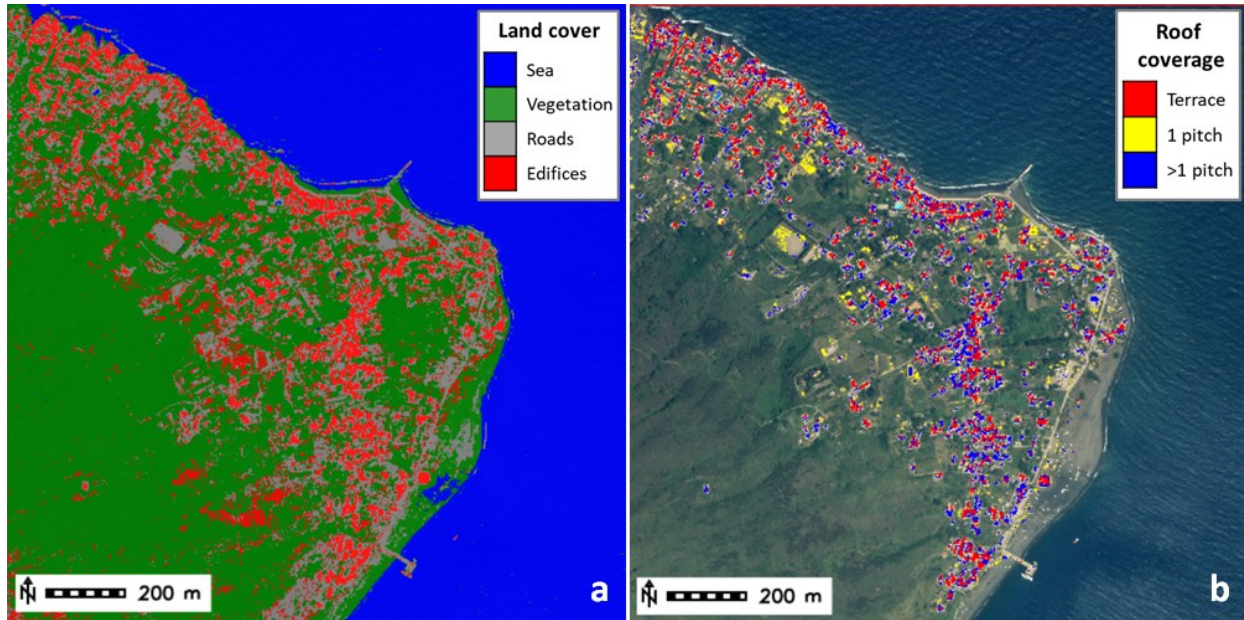 Land cover
Sea
Vegetation
Roads
Edifices
N
200 m
a
Roof
coverage
Terrace
1 pitch
>1 pitch
N
200 m
b